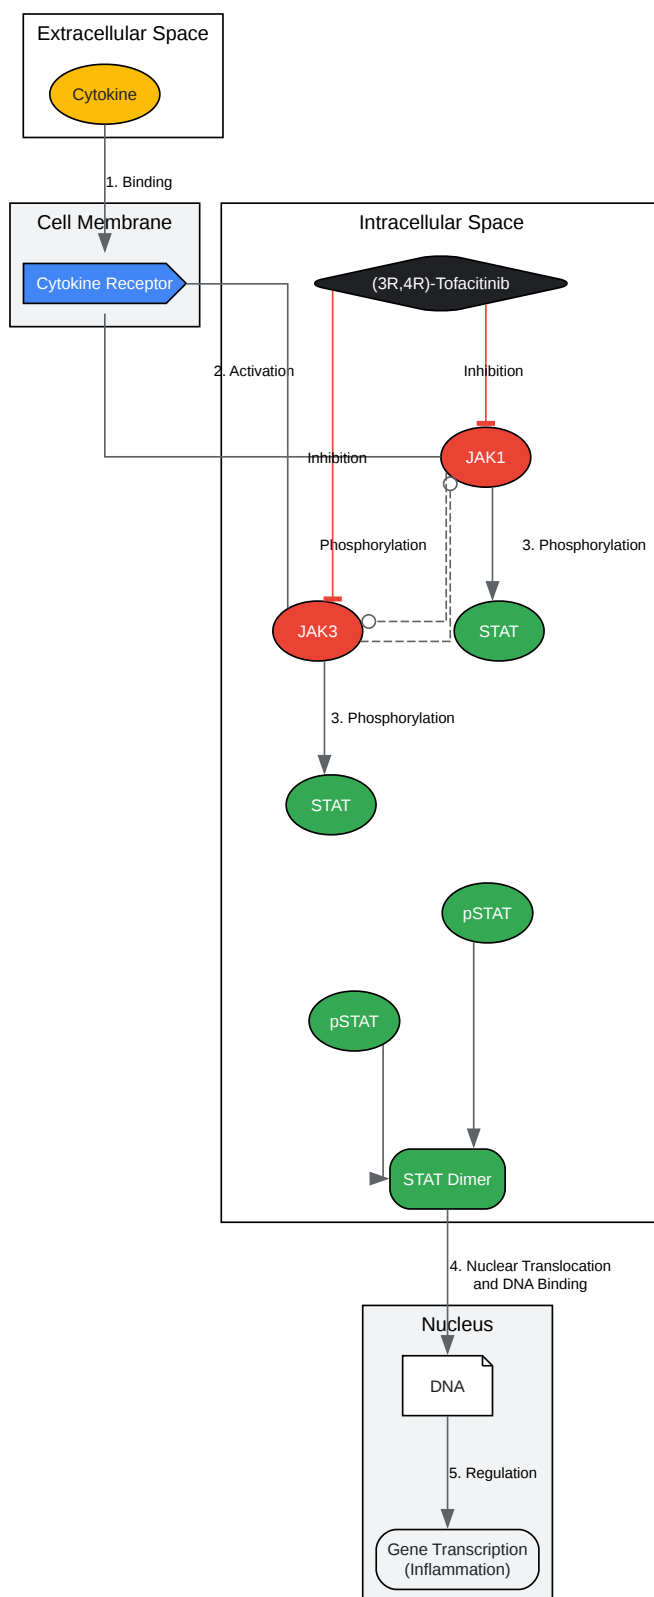 Extracellular Space
Cytokine
1. Binding
Cell Membrane
Cytokine Receptor
Intracellular Space
(3R,4R)-Tofacitinib
2. Activation
Inhibition
JAK1
Inhibition
Phosphorylation
3. Phosphorylation
JAK3
STAT
3. Phosphorylation
STAT
pSTAT
pSTAT
STAT Dimer
4. Nuclear Translocation
and DNA Binding
Nucleus
DNA
5. Regulation
Gene Transcription
(Inflammation)